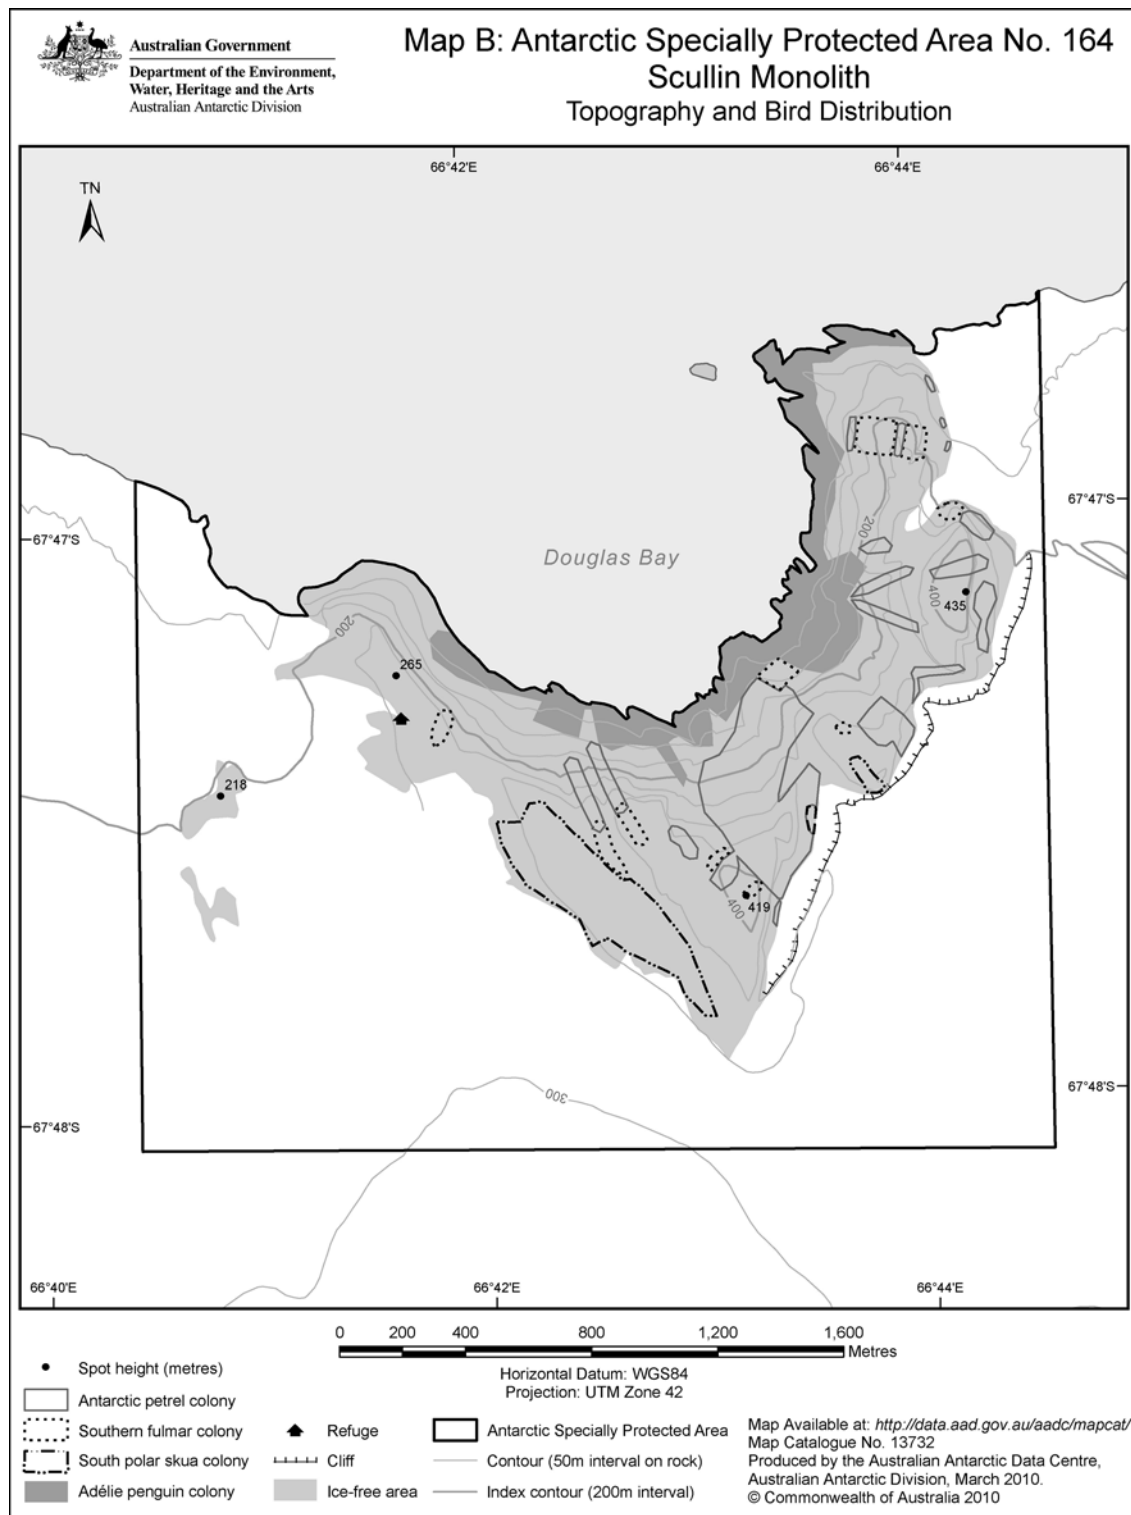 Australian Government
Department of the Environment,
Water, Heritage and the Arts
Australian Antarctic Division
Map B: Antarctic Specially Protected Area No. 164
Scullin Monolith
Topography and Bird Distribution
66°42'E
66°44'E
TN
67°47'S
67°47'S
Douglas Bay
200
400
435
200
265
218
400
419
300
67°48'S
67°48'S
66°40'E
66°42'E
66°44'E
0 200 400 800 1,200 1,600
Metres
Horizontal Datum: WGS84
Projection: UTM Zone 42
Spot height (metres)
Antarctic petrel colony
Southern fulmar colony
South polar skua colony
Adélie penguin colony
Refuge
Cliff
Ice-free area
Antarctic Specially Protected Area
Contour (50m interval on rock)
Index contour (200m interval)
Map Available at: http://data.aad.gov.au/aadc/mapcat/
Map Catalogue No. 13732
Produced by the Australian Antarctic Data Centre,
Australian Antarctic Division, March 2010.
© Commonwealth of Australia 2010